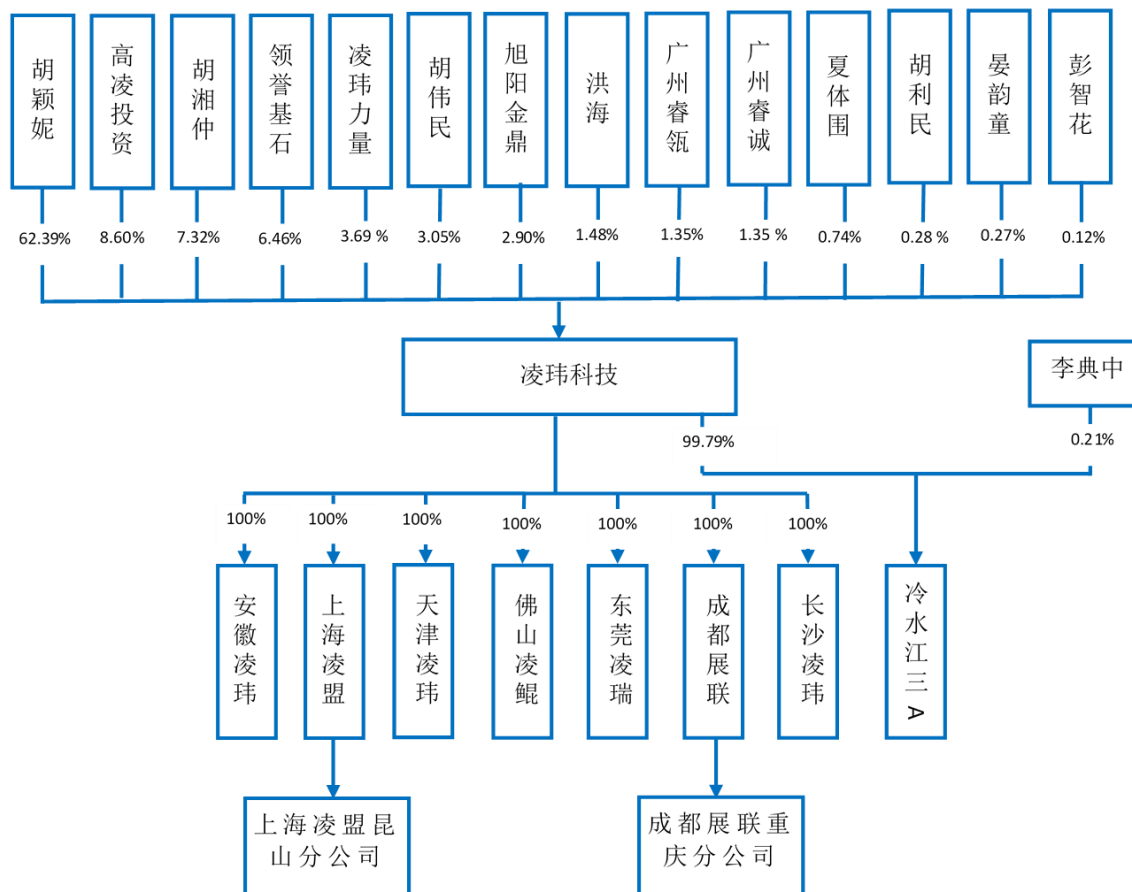 胡颖妮
高凌投资
胡湘仲
领誉基石
凌玮力量
胡伟民
旭阳金鼎
洪海
广州睿瓴
广州睿诚
夏体围
胡利民
晏韵童
彭智花
62.39%
8.60%
7.32%
6.46%
3.69 %
3.05%
2.90%
1.48%
1.35%
1.35 %
0.74%
0.28 %
0.27%
0.12%
凌玮科技
李典中
99.79%
0.21%
100%
100%
100%
100%
100%
100%
100%
安徽凌玮
上海凌盟
天津凌玮
佛山凌鲲
东莞凌瑞
成都展联
长沙凌玮
冷水江三A
上海凌盟昆
山分公司
成都展联重
庆分公司